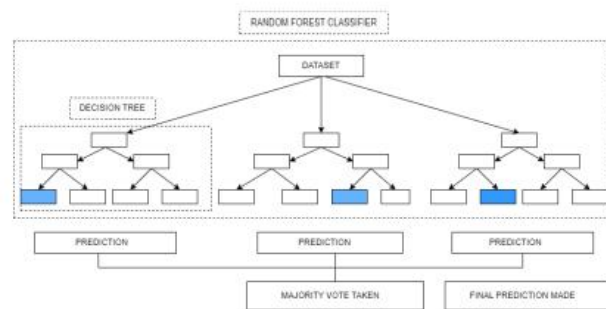 RANDOM FOREST CLASSIFIER
DATASET
DECISION TREE
PREDICTION
PREDICTION
PREDICTION
MAJORITY VOTE TAKEN
FINAL PREDICTION MADE